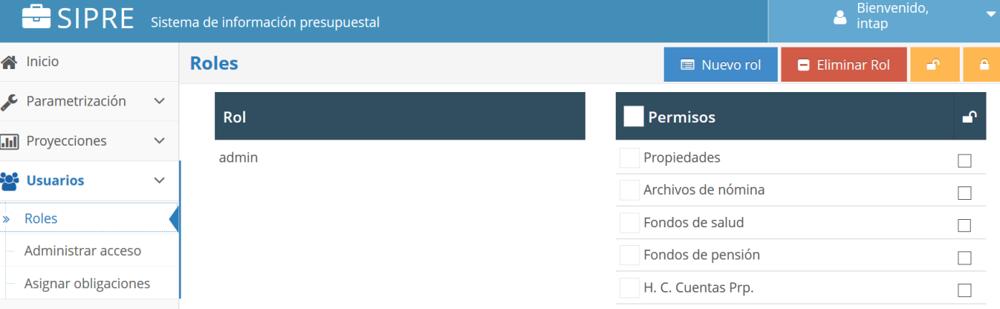 SIPRE Sistema de información presupuestal
Bienvenido,
intap
Inicio
Parametrización
Proyecciones
Usuarios
Roles
Administrar acceso
Asignar obligaciones
Roles
Nuevo rol
Eliminar Rol
Rol
admin
Permisos
Propiedades
Archivos de nómina
Fondos de salud
Fondos de pensión
H. C. Cuentas Prp.